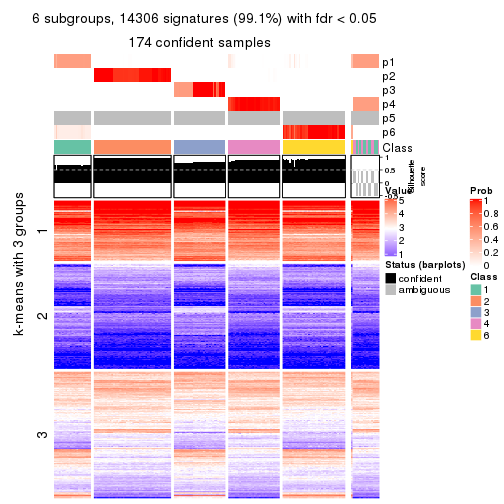 6 subgroups, 14306 signatures (99.1%) with fdr < 0.05
174 confident samples
p1
p2
p3
p4
p5
p6
Class
1
0.5
0
-0.5
Silhouette
score
k-means with 3 groups
1
2
3
Value
5
4
3
2
1
Status (barplots)
confident
ambiguous
Prob
1
0.8
0.6
0.4
0.2
0
Class
1
2
3
4
6